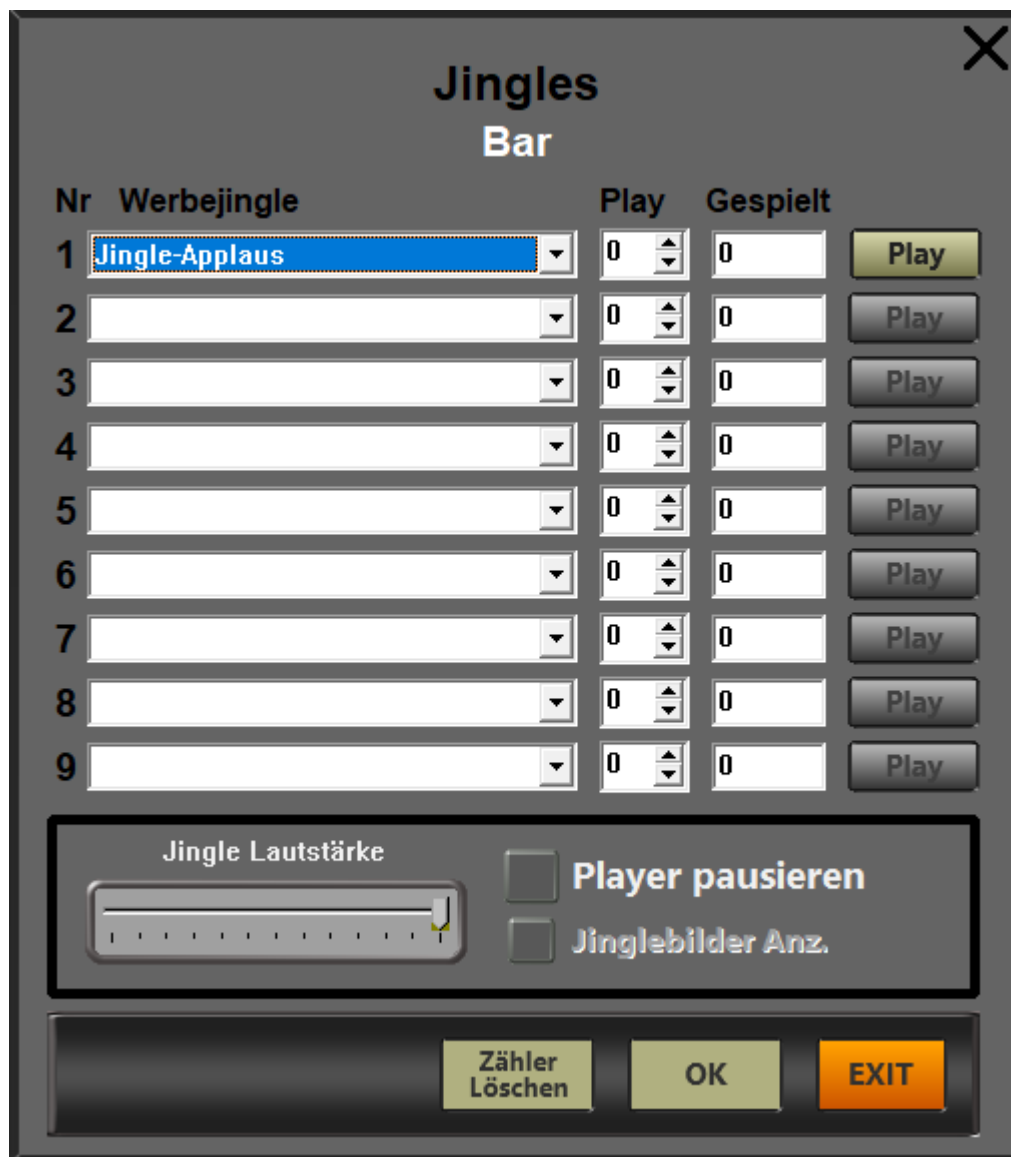 Jingles
Bar
Nr Werbejingle Play Gespielt
1 Jingle-Applaus 0 0 Play
2 0 0 Play
3 0 0 Play
4 0 0 Play
5 0 0 Play
6 0 0 Play
7 0 0 Play
8 0 0 Play
9 0 0 Play
Jingle Lautstärke
Player pausieren
Jinglebilder Anz.
Zähler
Löschen
OK
EXIT